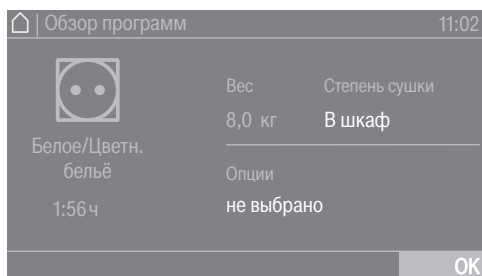 Обзор программ 11:02
Вес Степень сушки
8,0 кг В шкаф
Белое/Цветн.
бельё
1:56 ч
Опции
не выбрано
OK